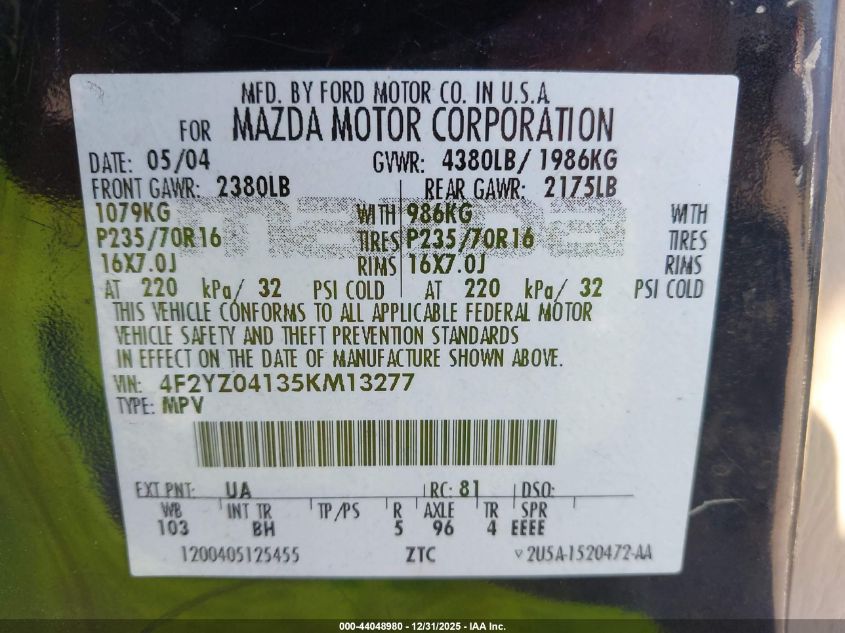 MFD. BY FORD MOTOR CO. IN U.S.A
FOR MAZDA MOTOR CORPORATION
DATE: 05/04 GVWR: 4380LB/ 1986KG
FRONT GAWR: 2380LB REAR GAWR: 2175LB
1079KG WITH 986KG WITH
P235/70R16 TIRES P235/70R16 TIRES
16X7.0J RIMS 16X7.0J RIMS
AT 220 kPa/ 32 PSI COLD AT 220 kPa/ 32 PSI COLD
THIS VEHICLE CONFORMS TO ALL APPLICABLE FEDERAL MOTOR
VEHICLE SAFETY AND THEFT PREVENTION STANDARDS
IN EFFECT ON THE DATE OF MANUFACTURE SHOWN ABOVE.
VIN: 4F2YZ04135KM13277
TYPE: MPV
EXT PNT: UA RC: 81 DSO:
WB INT TR TP/PS R AXLE TR SPR
103 BH 5 96 4 EEEE
1200405125455 ZTC 2U5A-1520472-AA
000-44048980 - 12/31/2025 - IAA Inc.